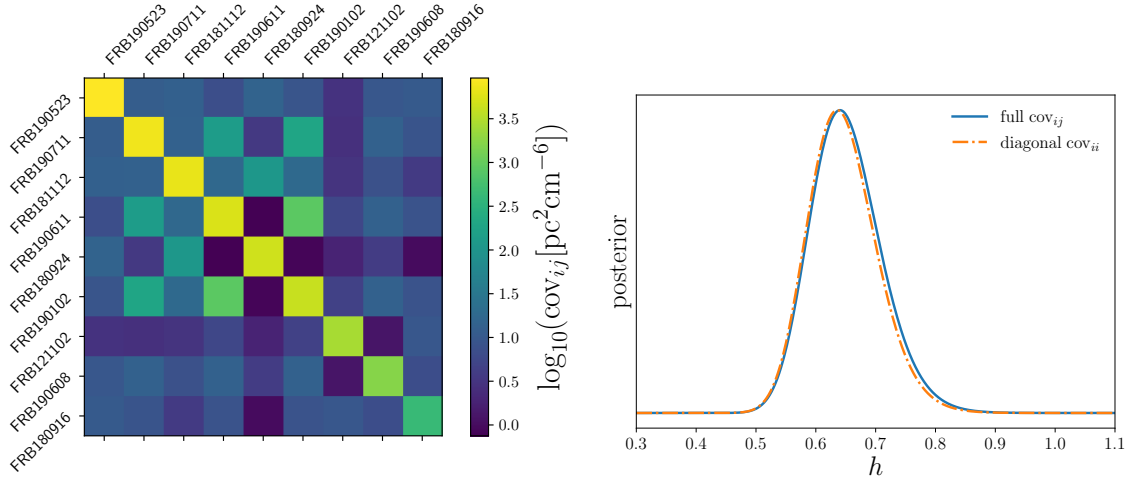 FRB190523
FRB190711
FRB181112
FRB190611
FRB180924
FRB190102
FRB121102
FRB190608
FRB180916
FRB190523
FRB190711
FRB181112
FRB190611
FRB180924
FRB190102
FRB121102
FRB190608
FRB180916
3.5
3.0
2.5
2.0
1.5
1.0
0.5
0.0
log₁₀(cov_ij[pc²cm⁻⁶])
full cov_ij
diagonal cov_ii
posterior
0.3 0.4 0.5 0.6 0.7 0.8 0.9 1.0 1.1
h